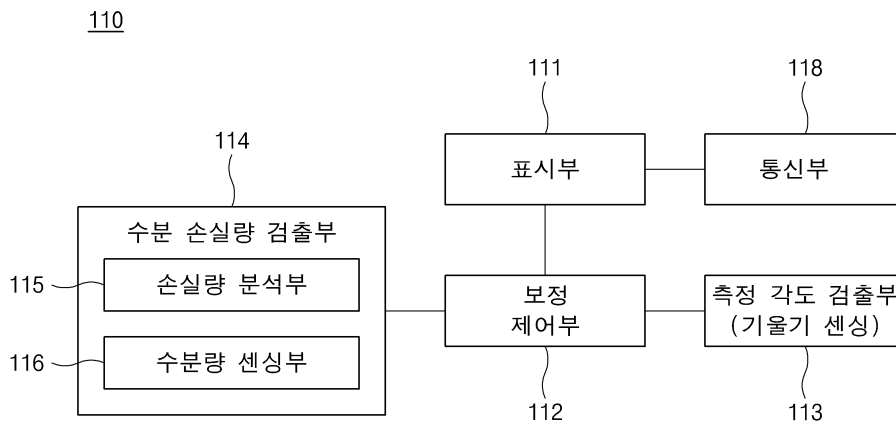 110
111
118
114
표시부
통신부
수분 손실량 검출부
115
손실량 분석부
보정
제어부
측정 각도 검출부
(기울기 센싱)
116
수분량 센싱부
112
113